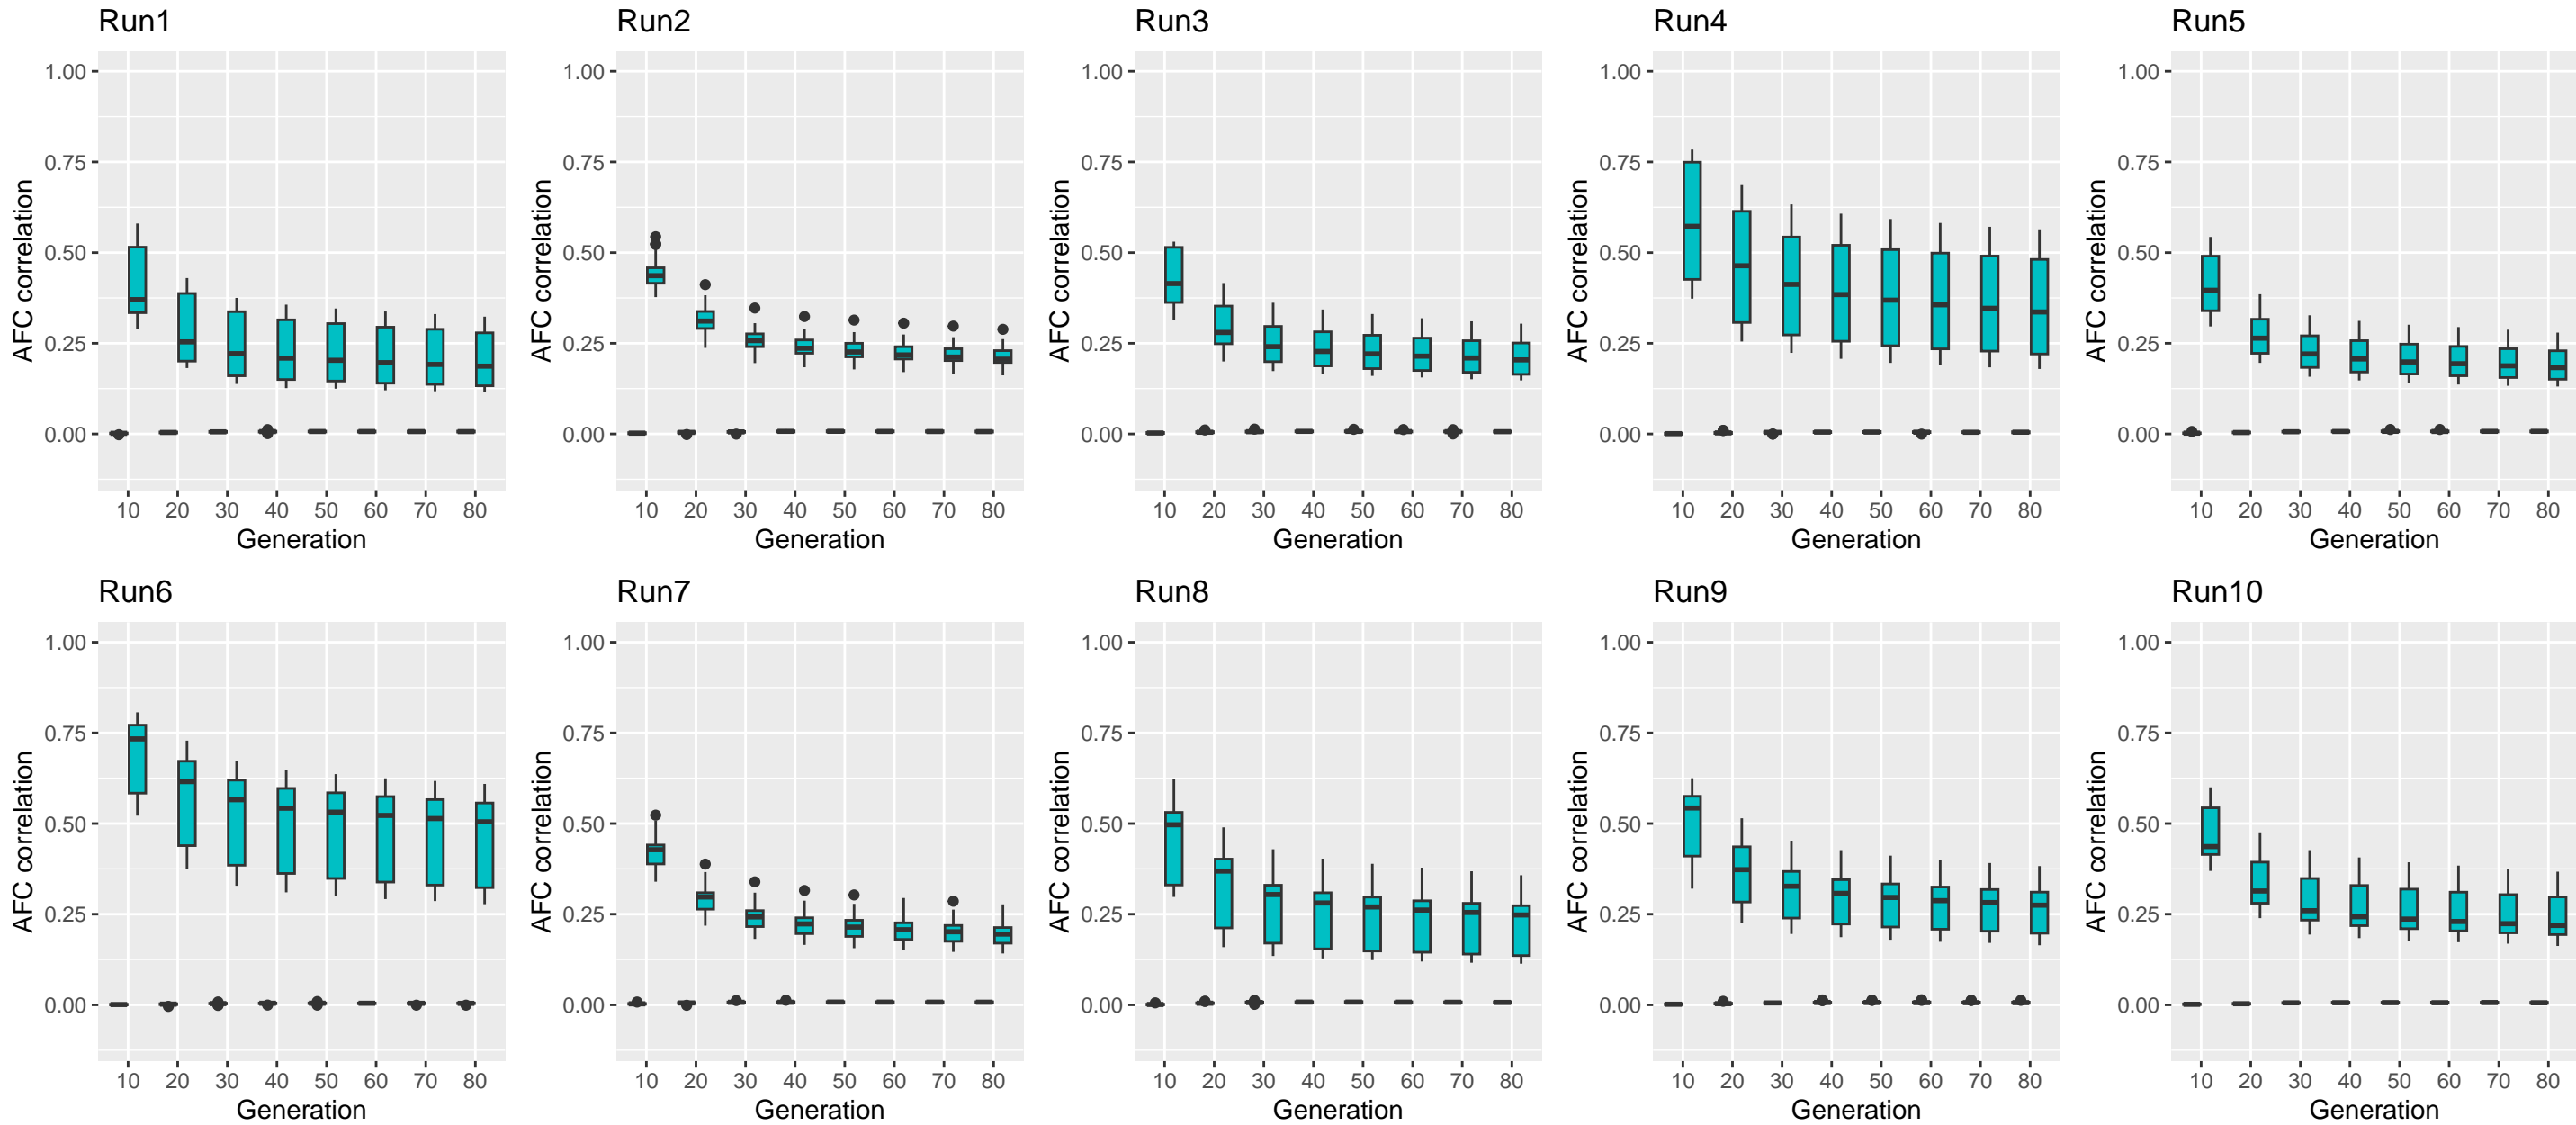 Run1 Run2 Run3 Run4 Run5
1.00 1.00 1.00 1.00 1.00
0.75 0.75 0.75 0.75 0.75
0.50 0.50 0.50 0.50 0.50
0.25 0.25 0.25 0.25 0.25
0.00 0.00 0.00 0.00 0.00
AFC correlation AFC correlation AFC correlation AFC correlation AFC correlation
10 20 30 40 50 60 70 80 10 20 30 40 50 60 70 80 10 20 30 40 50 60 70 80 10 20 30 40 50 60 70 80 10 20 30 40 50 60 70 80
Generation Generation Generation Generation Generation
Run6 Run7 Run8 Run9 Run10
1.00 1.00 1.00 1.00 1.00
0.75 0.75 0.75 0.75 0.75
0.50 0.50 0.50 0.50 0.50
0.25 0.25 0.25 0.25 0.25
0.00 0.00 0.00 0.00 0.00
AFC correlation AFC correlation AFC correlation AFC correlation AFC correlation
10 20 30 40 50 60 70 80 10 20 30 40 50 60 70 80 10 20 30 40 50 60 70 80 10 20 30 40 50 60 70 80 10 20 30 40 50 60 70 80
Generation Generation Generation Generation Generation